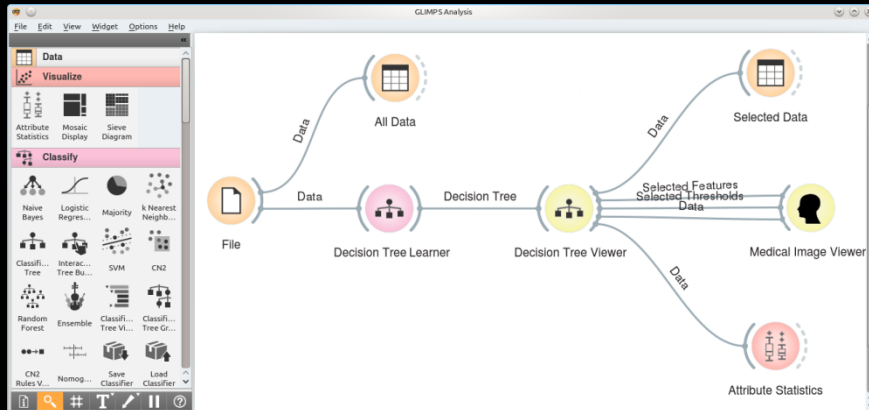 GLIMPS Analysis
File Edit View Widget Options Help
Data
Visualize
Attribute Statistics
Mosaic Display
Sieve Diagram
Classify
Naive Bayes
Logistic Regres...
Majority
k Nearest Neighb...
Classifi... Tree
Interac... Tree Bu...
SVM
CN2
Random Forest
Ensemble
Classifi... Tree Vi...
Classifi... Tree Gr...
CN2 Rules V...
Nomog...
Save Classifier
Load Classifier
File
Data
All Data
Data
Decision Tree Learner
Decision Tree
Decision Tree Viewer
Data
Selected Data
Selected Features
Selected Thresholds
Data
Medical Image Viewer
Data
Attribute Statistics